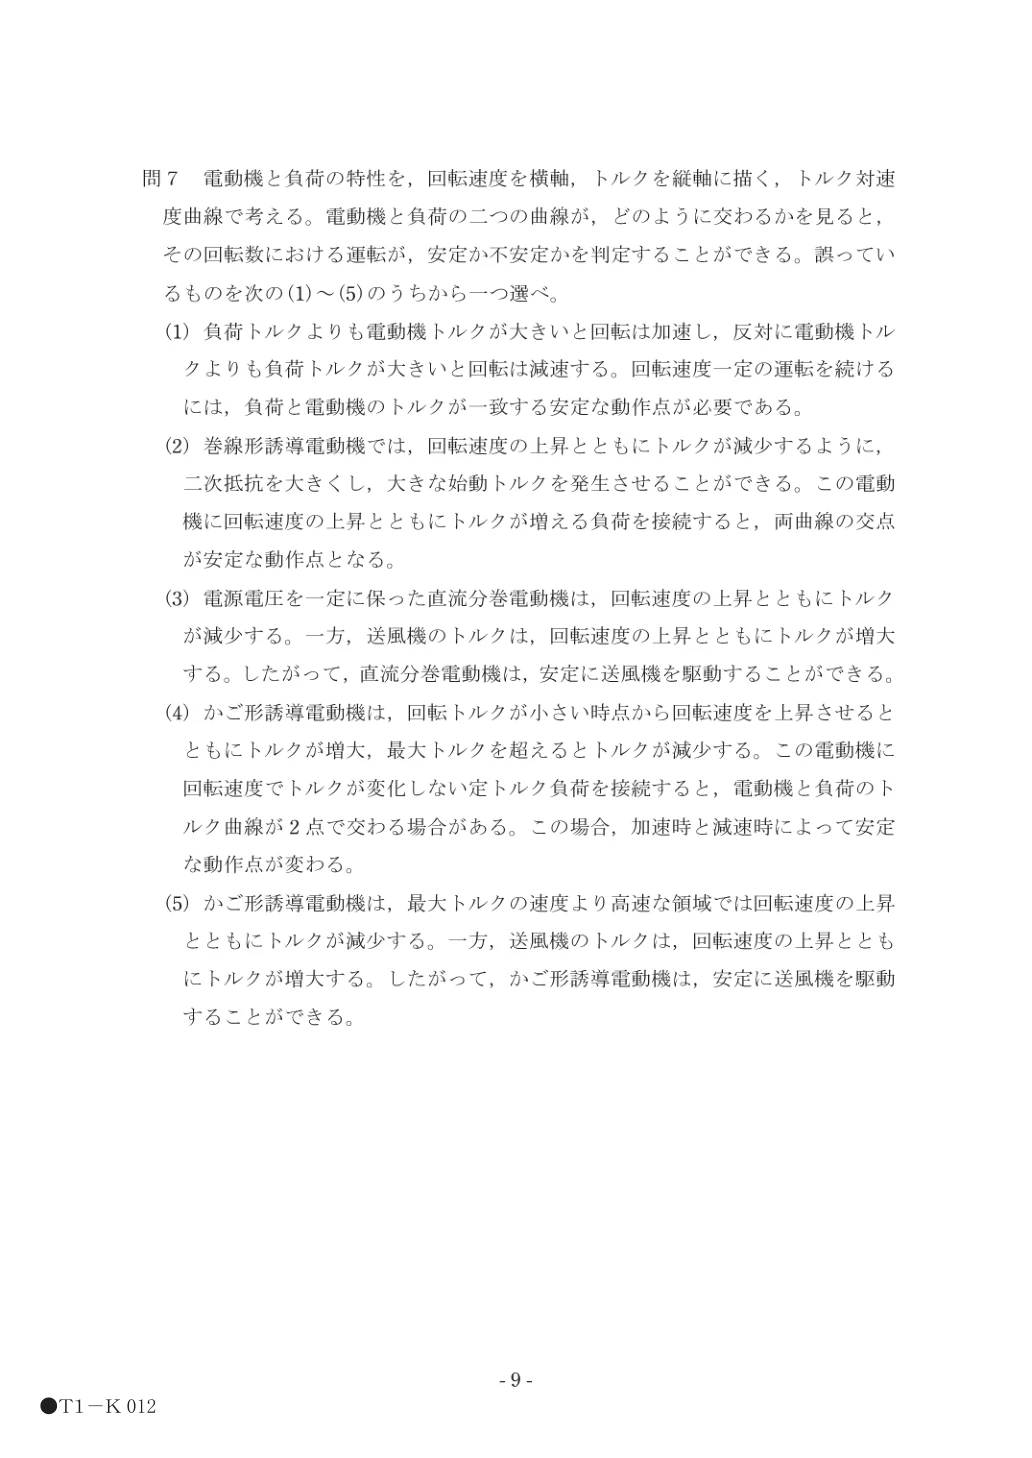 問７　電動機と負荷の特性を，回転速度を横軸，トルクを縦軸に描く，トルク対速
度曲線で考える。電動機と負荷の二つの曲線が，どのように交わるかを見ると，
その回転数における運転が，安定か不安定かを判定することができる。誤ってい
るものを次の(1)～(5)のうちから一つ選べ。
(1) 負荷トルクよりも電動機トルクが大きいと回転は加速し，反対に電動機トル
クよりも負荷トルクが大きいと回転は減速する。回転速度一定の運転を続ける
には，負荷と電動機のトルクが一致する安定な動作点が必要である。
(2) 巻線形誘導電動機では，回転速度の上昇とともにトルクが減少するように，
二次抵抗を大きくし，大きな始動トルクを発生させることができる。この電動
機に回転速度の上昇とともにトルクが増える負荷を接続すると，両曲線の交点
が安定な動作点となる。
(3) 電源電圧を一定に保った直流分巻電動機は，回転速度の上昇とともにトルク
が減少する。一方，送風機のトルクは，回転速度の上昇とともにトルクが増大
する。したがって，直流分巻電動機は，安定に送風機を駆動することができる。
(4) かご形誘導電動機は，回転トルクが小さい時点から回転速度を上昇させると
ともにトルクが増大，最大トルクを超えるとトルクが減少する。この電動機に
回転速度でトルクが変化しない定トルク負荷を接続すると，電動機と負荷のト
ルク曲線が2点で交わる場合がある。この場合，加速時と減速時によって安定
な動作点が変わる。
(5) かご形誘導電動機は，最大トルクの速度より高速な領域では回転速度の上昇
とともにトルクが減少する。一方，送風機のトルクは，回転速度の上昇ととも
にトルクが増大する。したがって，かご形誘導電動機は，安定に送風機を駆動
することができる。
- 9 -
●T1－K 012